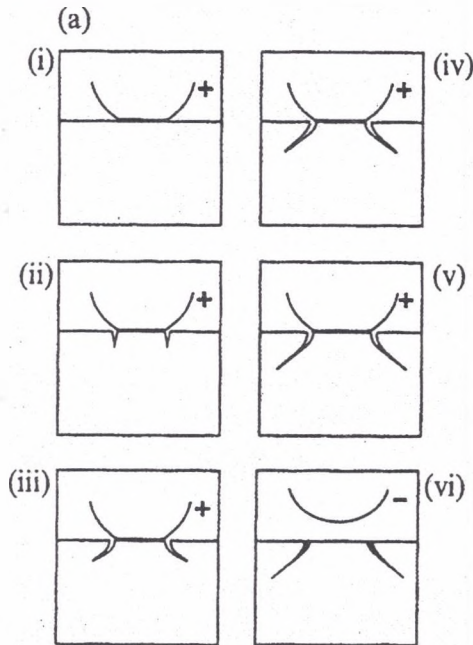 (a)
(i) + + (iv)
(ii) + + (v)
(iii) + - (vi)